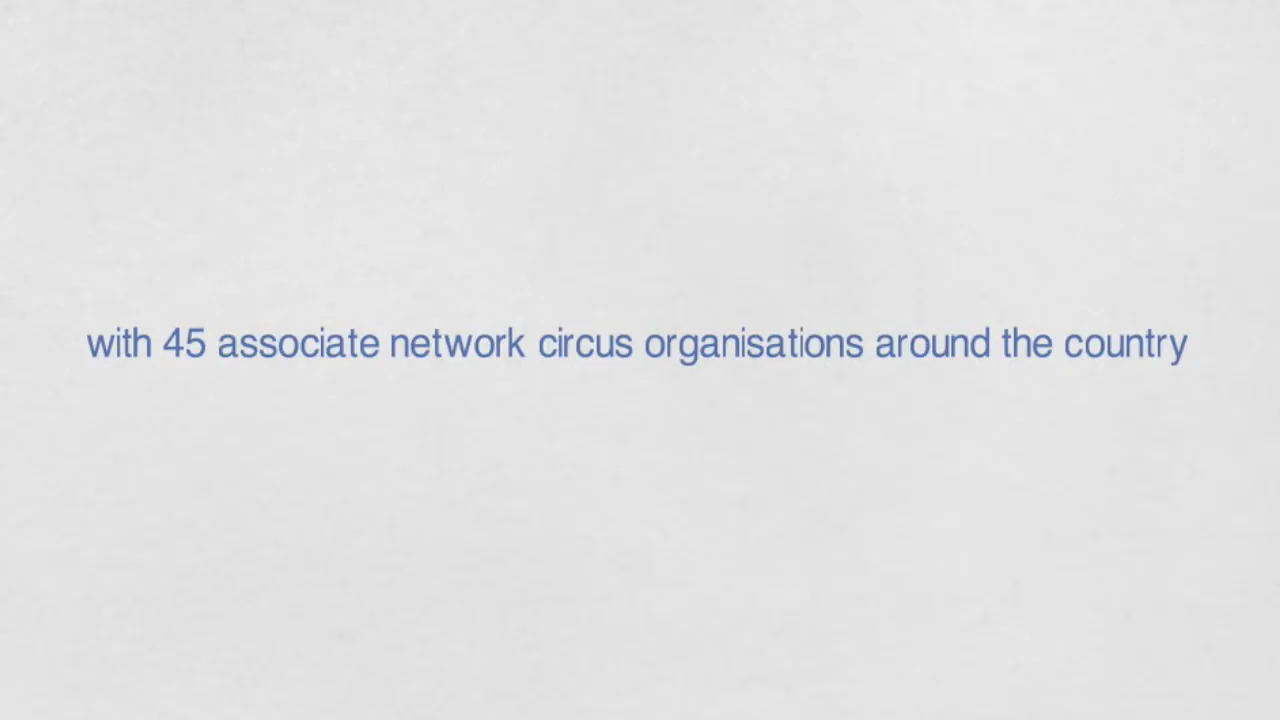 with 45 associate network circus organisations around the country